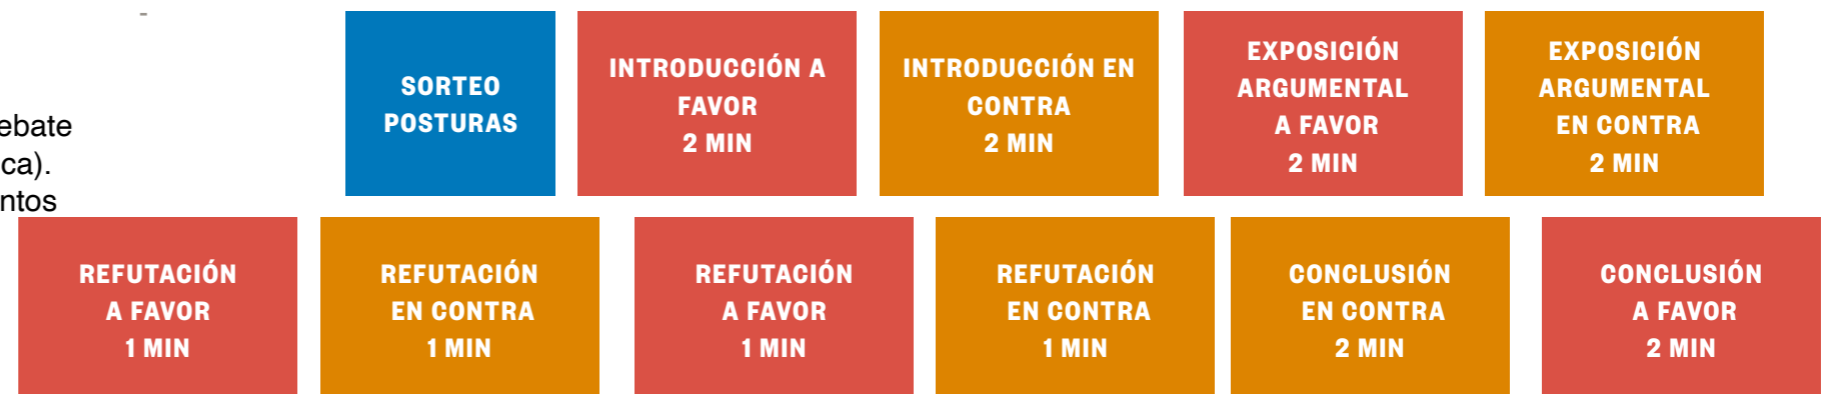 SORTEO
POSTURAS
INTRODUCCIÓN A
FAVOR
2 MIN
INTRODUCCIÓN EN
CONTRA
2 MIN
EXPOSICIÓN
ARGUMENTAL
A FAVOR
2 MIN
EXPOSICIÓN
ARGUMENTAL
EN CONTRA
2 MIN
ebate
ca).
ntos
REFUTACIÓN
A FAVOR
1 MIN
REFUTACIÓN
EN CONTRA
1 MIN
REFUTACIÓN
A FAVOR
1 MIN
REFUTACIÓN
EN CONTRA
1 MIN
CONCLUSIÓN
EN CONTRA
2 MIN
CONCLUSIÓN
A FAVOR
2 MIN